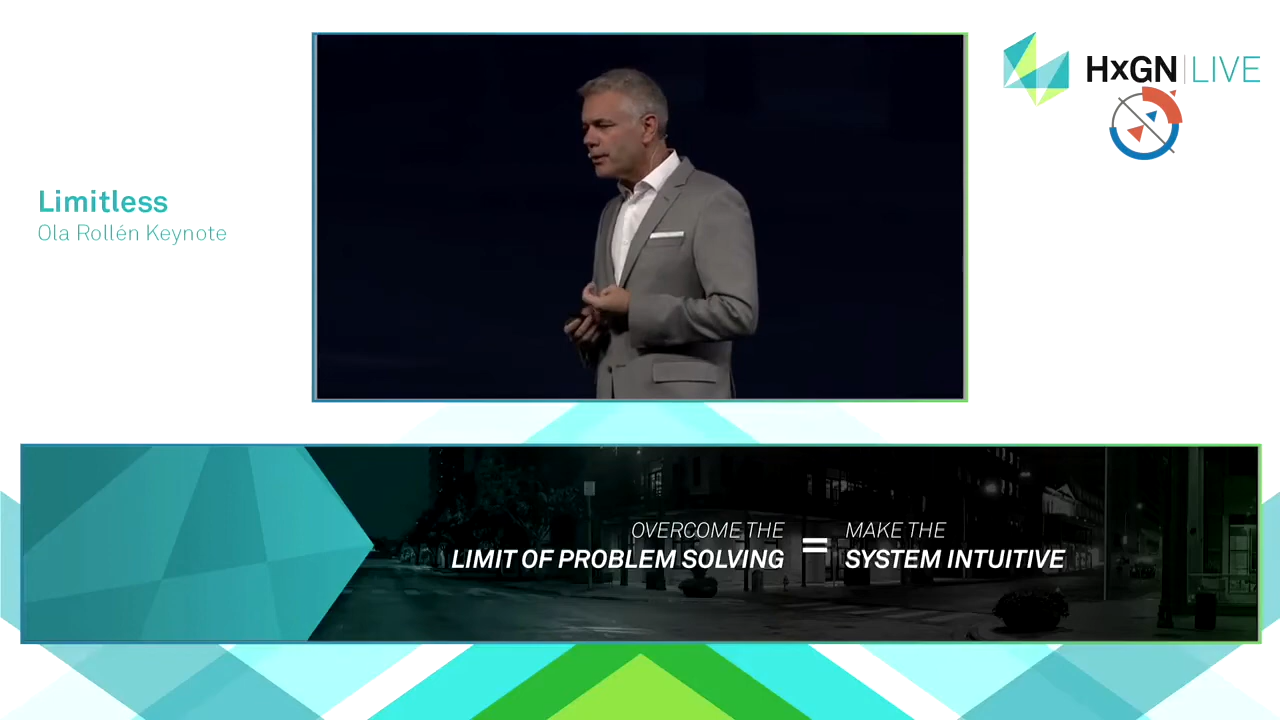 HxGN LIVE
Limitless
Ola Rollén Keynote
OVERCOME THE
LIMIT OF PROBLEM SOLVING
=
MAKE THE
SYSTEM INTUITIVE